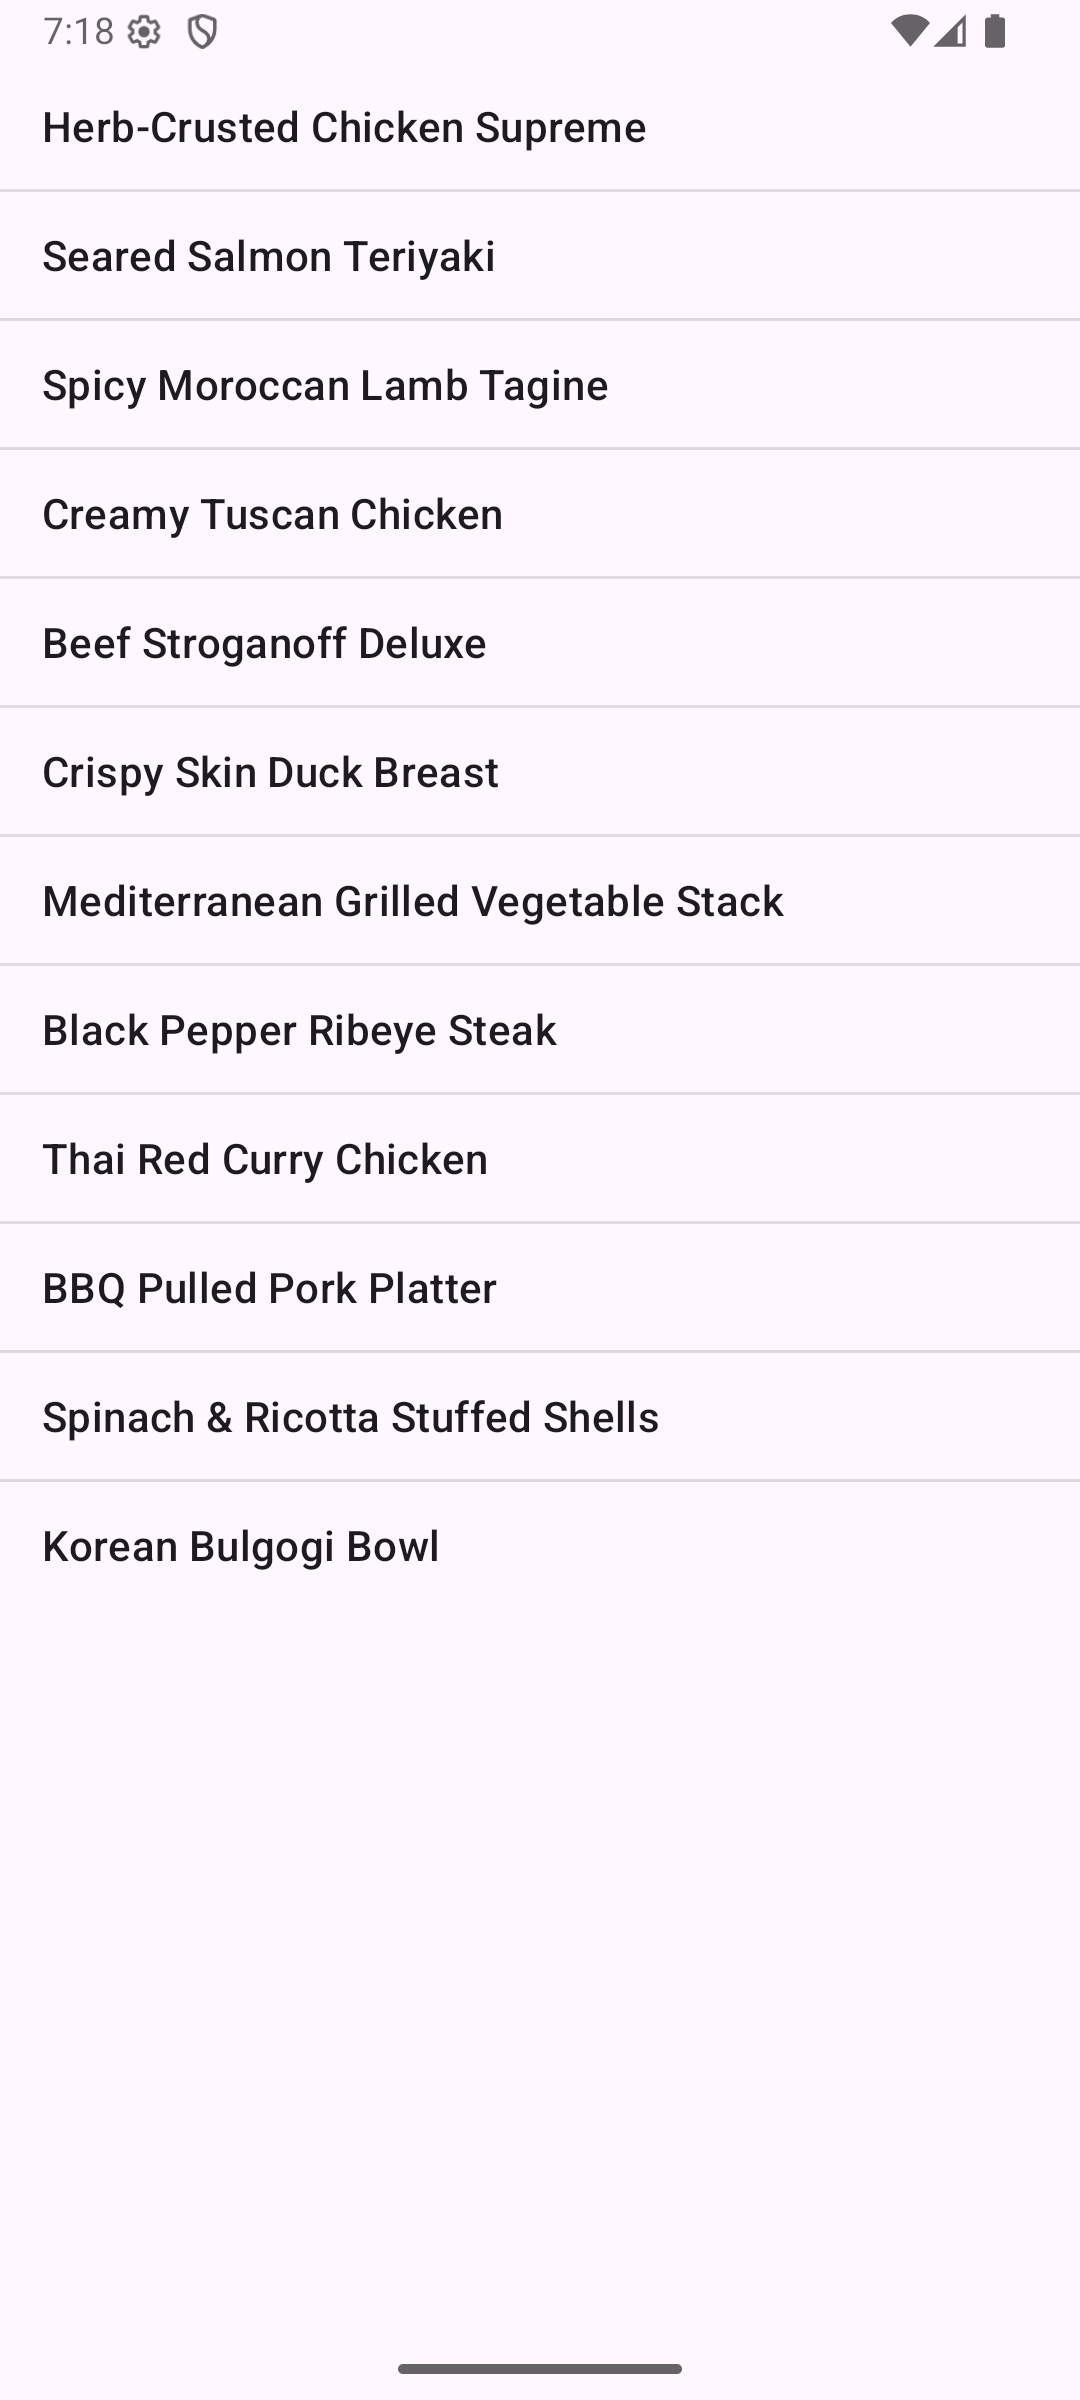 7:18
Herb-Crusted Chicken Supreme
Seared Salmon Teriyaki
Spicy Moroccan Lamb Tagine
Creamy Tuscan Chicken
Beef Stroganoff Deluxe
Crispy Skin Duck Breast
Mediterranean Grilled Vegetable Stack
Black Pepper Ribeye Steak
Thai Red Curry Chicken
BBQ Pulled Pork Platter
Spinach & Ricotta Stuffed Shells
Korean Bulgogi Bowl